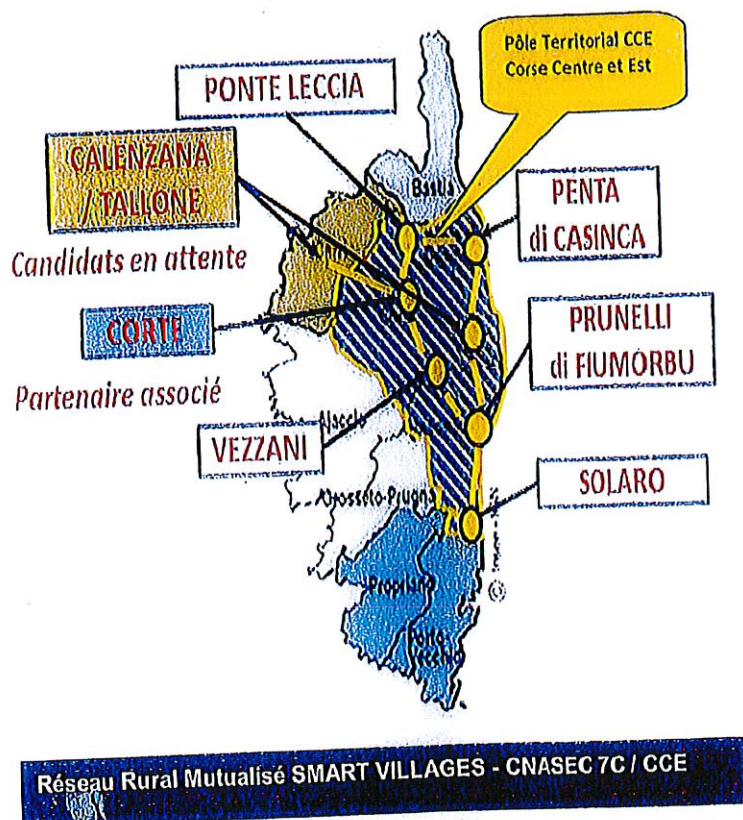 Pôle Territorial CCE
Corse Centre et Est
PONTE LECCIA
CALENZANA
/ TALLONE
Candidats en attente
Bastia
PENTA
di CASINCA
CORTE
Partenaire associé
PRUNELLI
di FIUMORBU
Ajaccio
VEZZANI
Grosseto-Prugna
SOLARO
Propriano
Porto
Vecchio
Réseau Rural Mutualisé SMART VILLAGES - CNASEC 7C / CCE